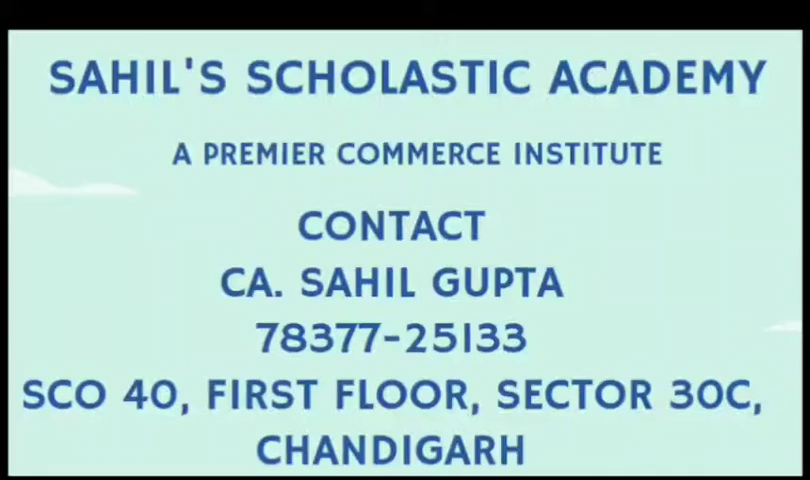 SAHIL'S SCHOLASTIC ACADEMY
A PREMIER COMMERCE INSTITUTE
CONTACT
CA. SAHIL GUPTA
78377-25133
SCO 40, FIRST FLOOR, SECTOR 30C,
CHANDIGARH